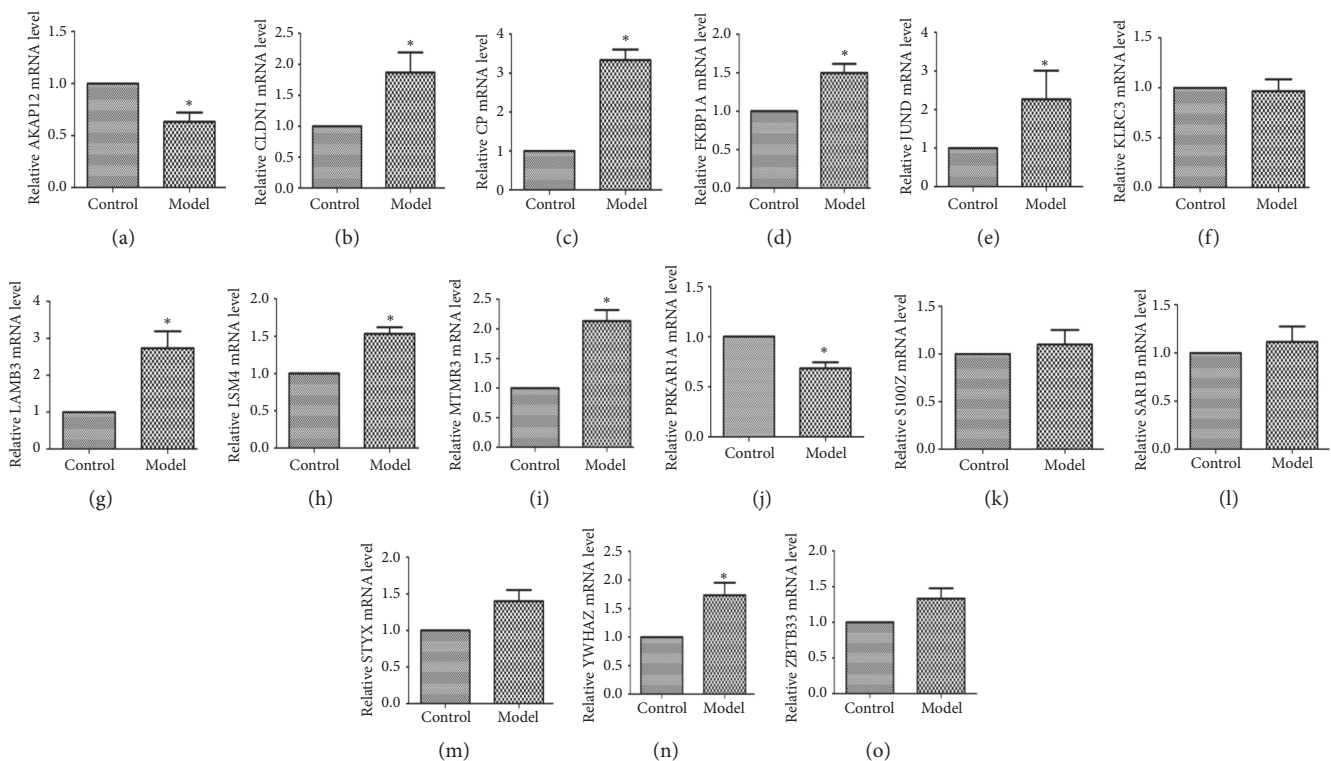 Relative AKAP12 mRNA level
1.5
1.0
0.5
0.0
*
Control Model
(a)
Relative CLDN1 mRNA level
2.5
2.0
1.5
1.0
0.5
0.0
*
Control Model
(b)
Relative CP mRNA level
4
3
2
1
0
*
Control Model
(c)
Relative FKBP1A mRNA level
2.0
1.5
1.0
0.5
0.0
*
Control Model
(d)
Relative JUND mRNA level
4
3
2
1
0
*
Control Model
(e)
Relative KLRC3 mRNA level
1.5
1.0
0.5
0.0
Control Model
(f)
Relative LAMB3 mRNA level
4
3
2
1
0
*
Control Model
(g)
Relative LSM4 mRNA level
2.0
1.5
1.0
0.5
0.0
*
Control Model
(h)
Relative MTMR3 mRNA level
2.5
2.0
1.5
1.0
0.5
0.0
*
Control Model
(i)
Relative PRKAR1A mRNA level
1.5
1.0
0.5
0.0
*
Control Model
(j)
Relative S100Z mRNA level
1.5
1.0
0.5
0.0
Control Model
(k)
Relative SAR1B mRNA level
1.5
1.0
0.5
0.0
Control Model
(l)
Relative STYX mRNA level
2.0
1.5
1.0
0.5
0.0
Control Model
(m)
Relative YWHAZ mRNA level
2.5
2.0
1.5
1.0
0.5
0.0
*
Control Model
(n)
Relative ZBTB33 mRNA level
2.0
1.5
1.0
0.5
0.0
Control Model
(o)